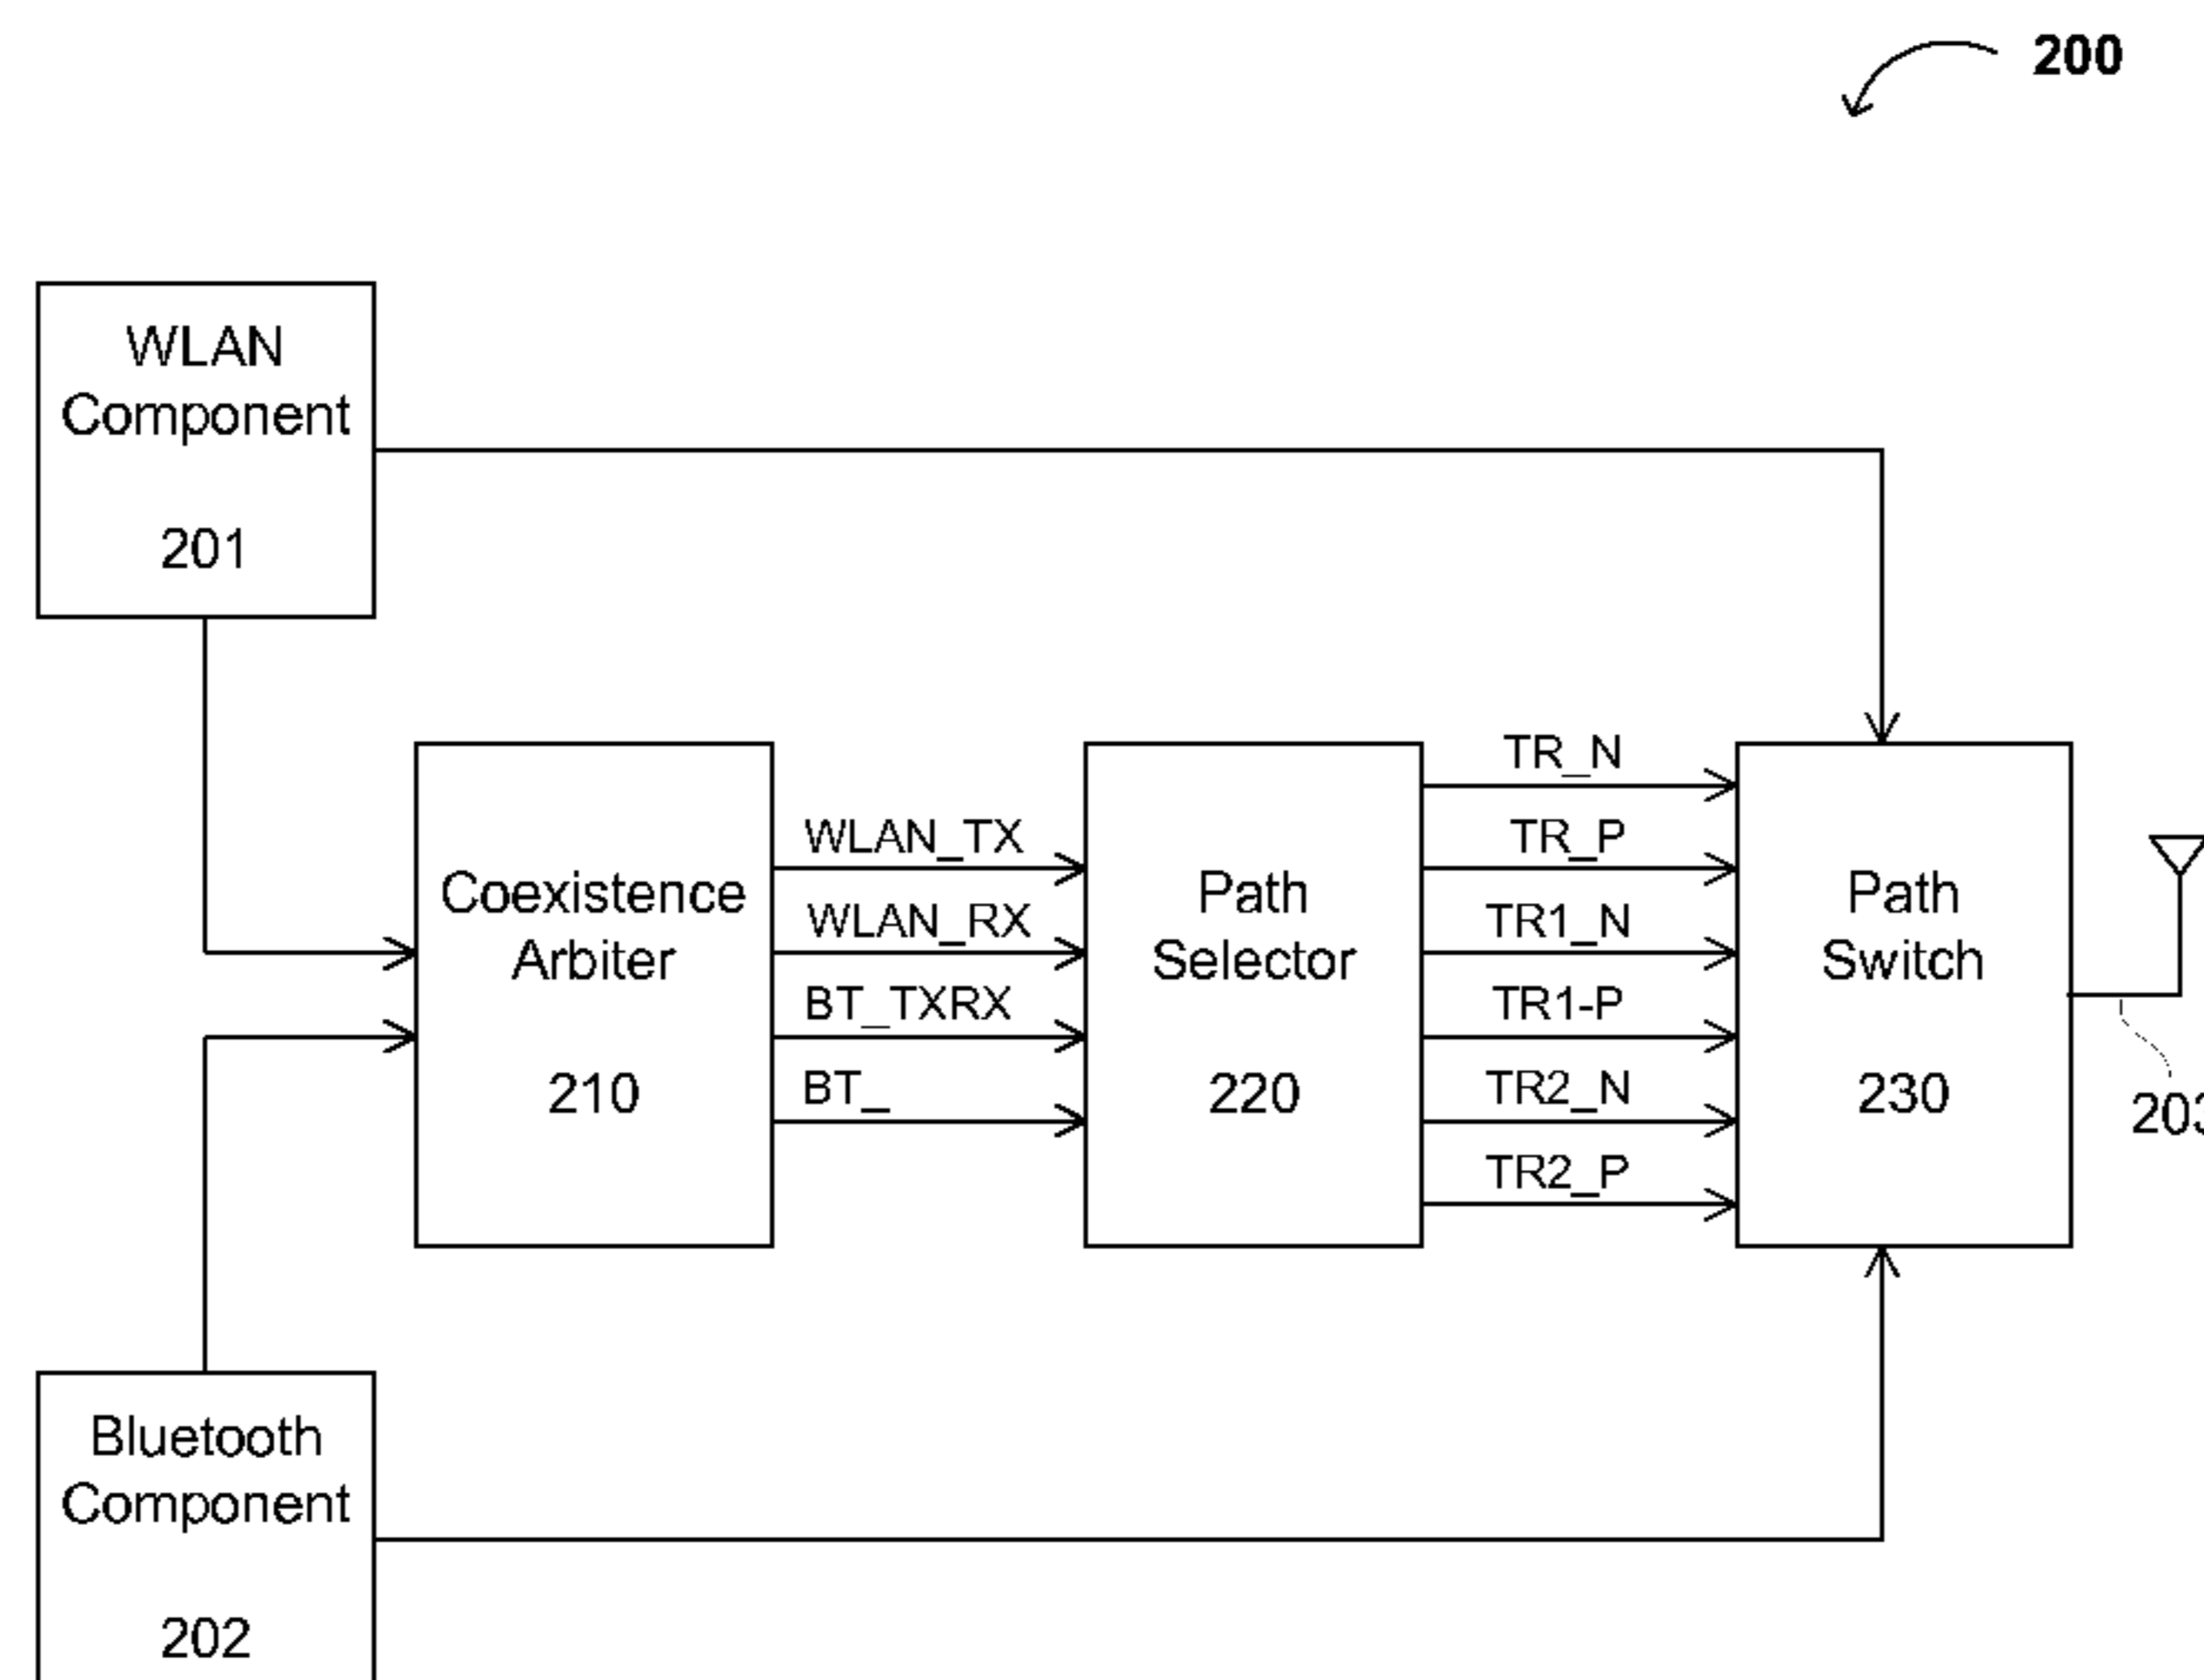 200
WLAN
Component
201
TR_N
WLAN_TX
TR_P
Coexistence
Arbiter
210
WLAN_RX
BT_TXRX
BT_
Path
Selector
220
TR1_N
TR1-P
TR2_N
TR2_P
Path
Switch
230
Bluetooth
Component
202